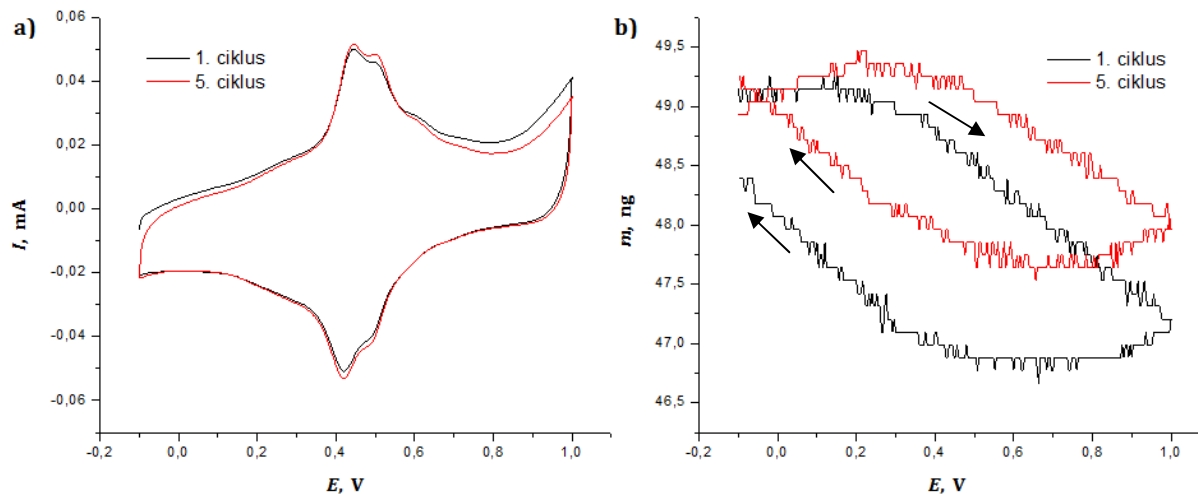 a)
0,06
0,04
0,02
0,00
-0,02
-0,04
-0,06
I, mA
1. ciklus
5. ciklus
-0,2 0,0 0,2 0,4 0,6 0,8 1,0
E, V
b)
49,5
49,0
48,5
48,0
47,5
47,0
46,5
m, ng
1. ciklus
5. ciklus
-0,2 0,0 0,2 0,4 0,6 0,8 1,0
E, V